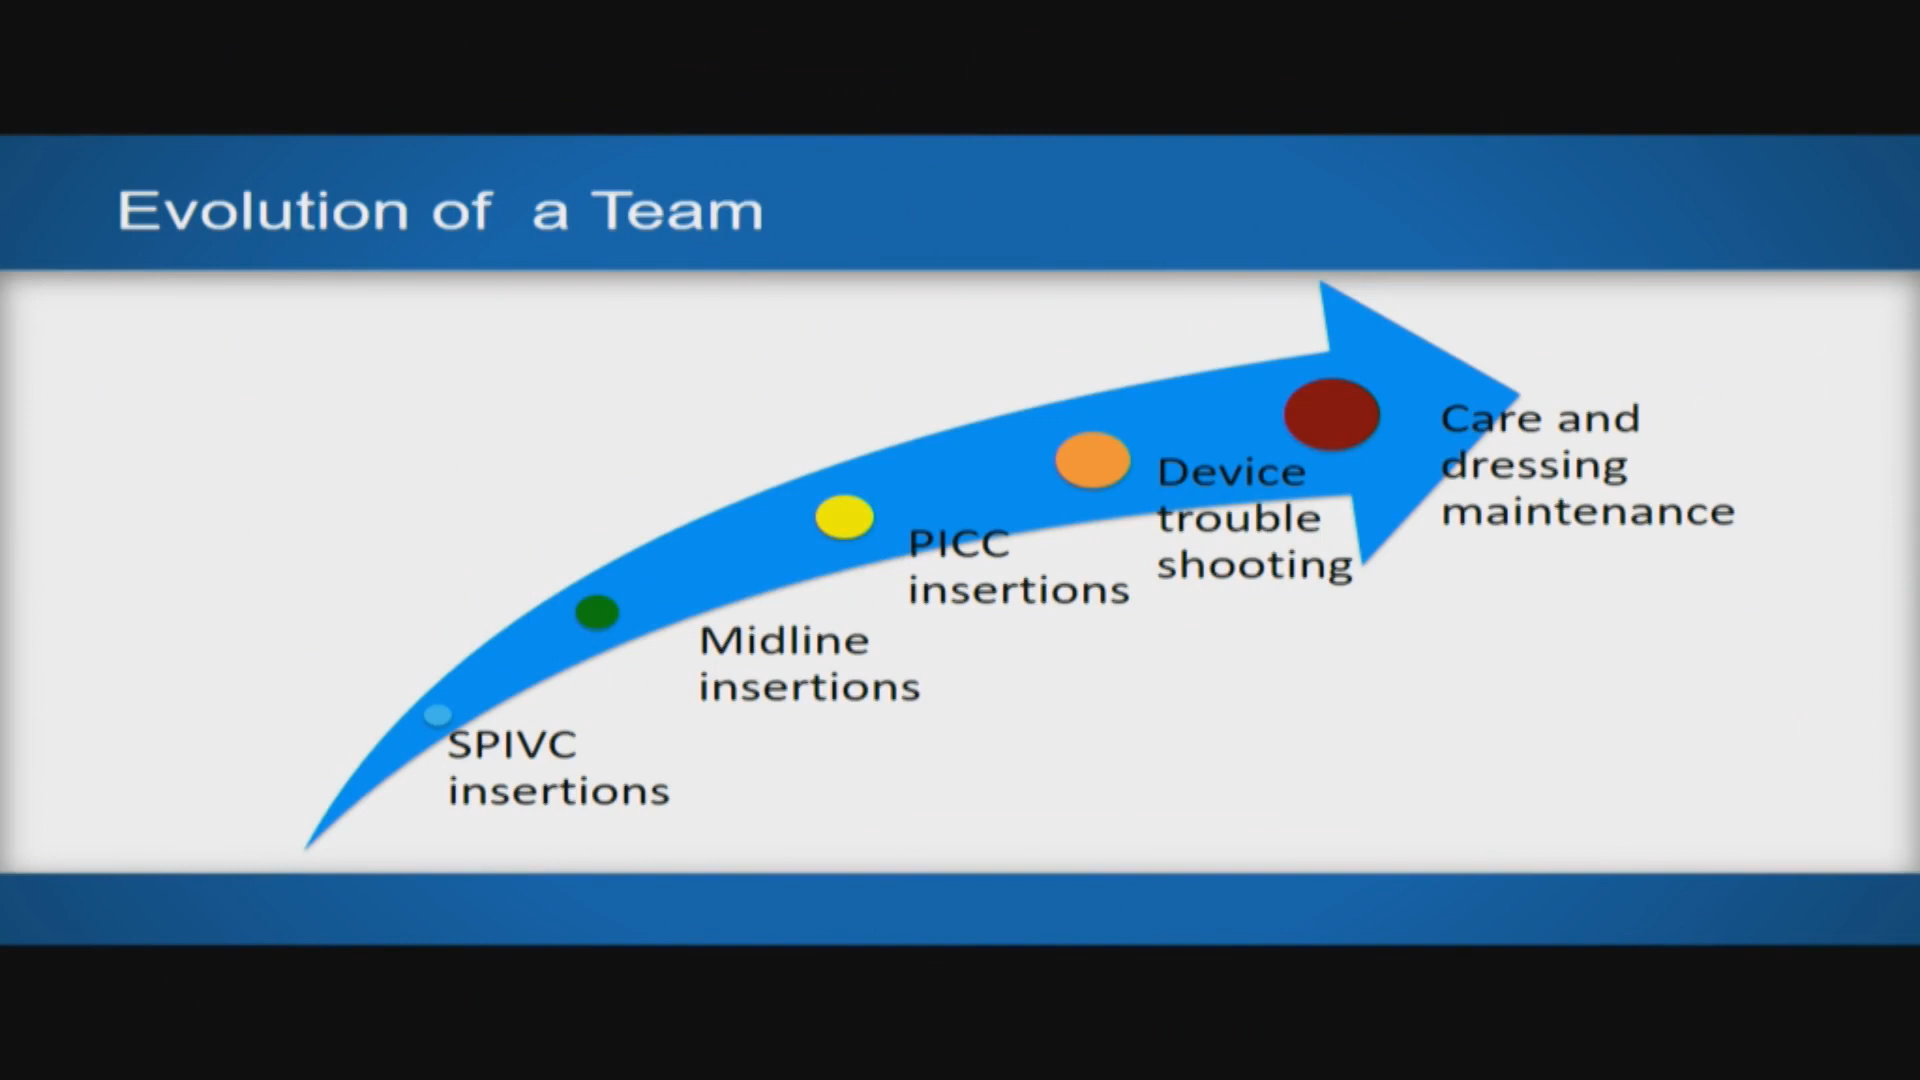 Evolution of a Team
SPIVC
insertions
Midline
insertions
PICC
insertions
Device
trouble
shooting
Care and
dressing
maintenance